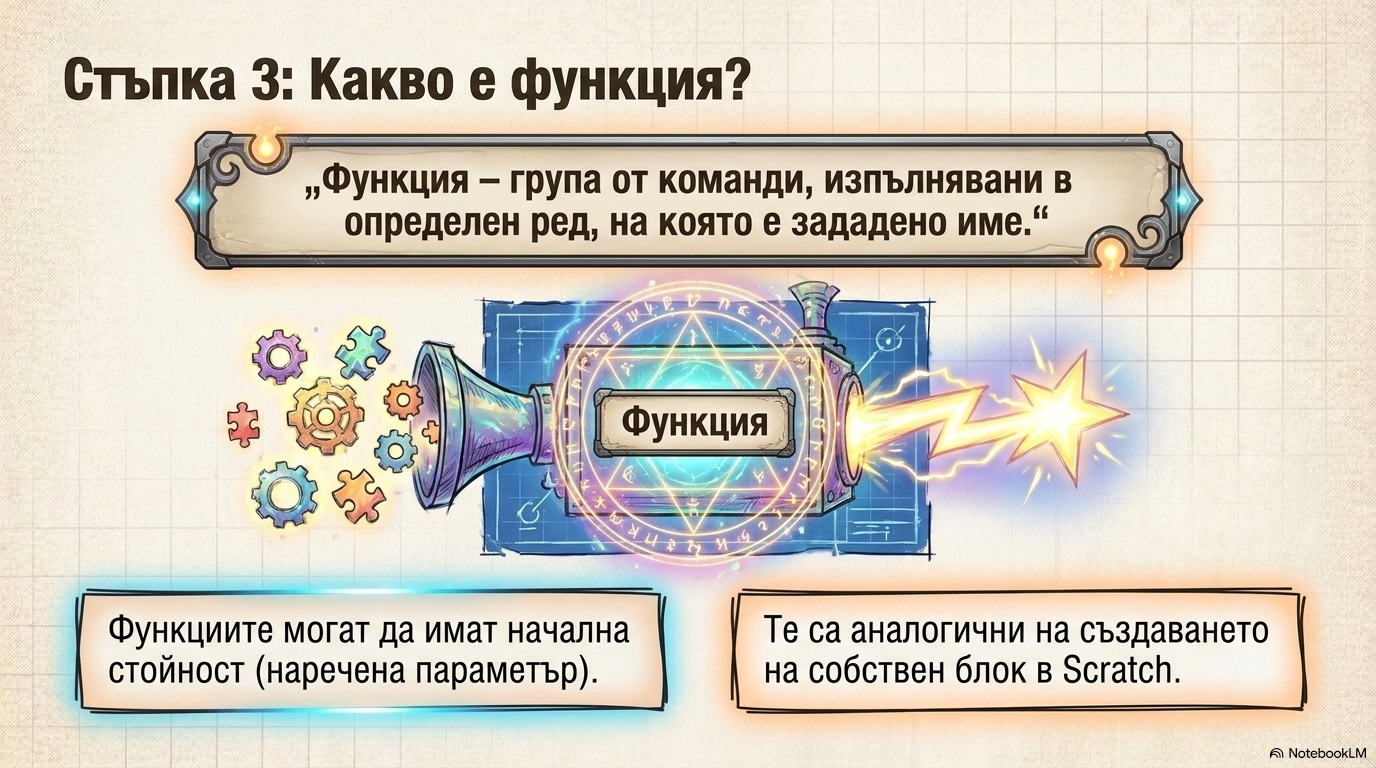 Стъпка 3: Какво е функция?
„Функция – група от команди, изпълнявани в
определен ред, на която е зададено име.“
Функция
Функциите могат да имат начална
стойност (наречена параметър).
Те са аналогични на създаването
на собствен блок в Scratch.
NotebookLM